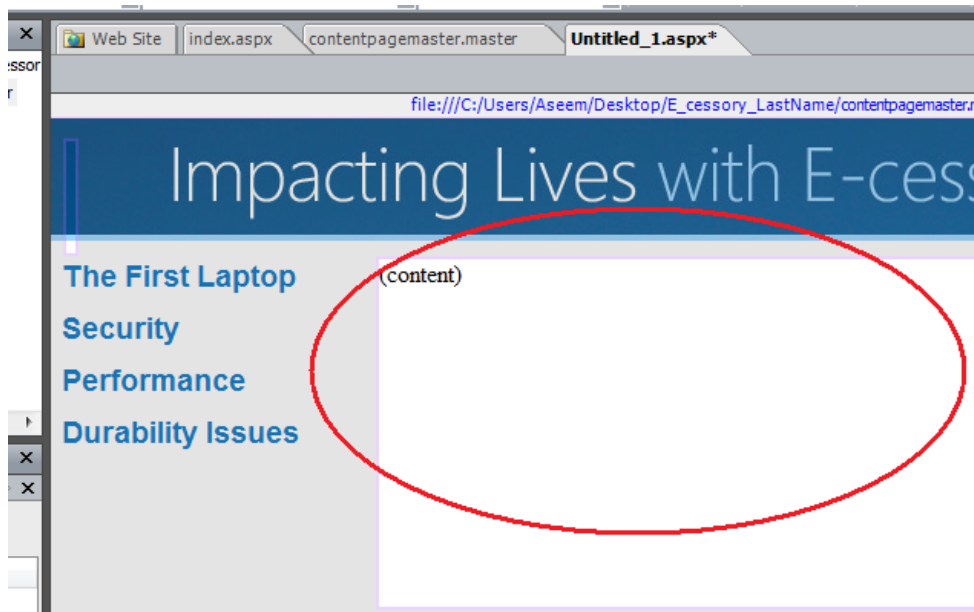 Web Site index.aspx contentpagemaster.master Untitled_1.aspx*
essor
r
file:///C:/Users/Aseem/Desktop/E_cessory_LastName/contentpagemaster.r
Impacting Lives with E-cess
The First Laptop
(content)
Security
Performance
Durability Issues